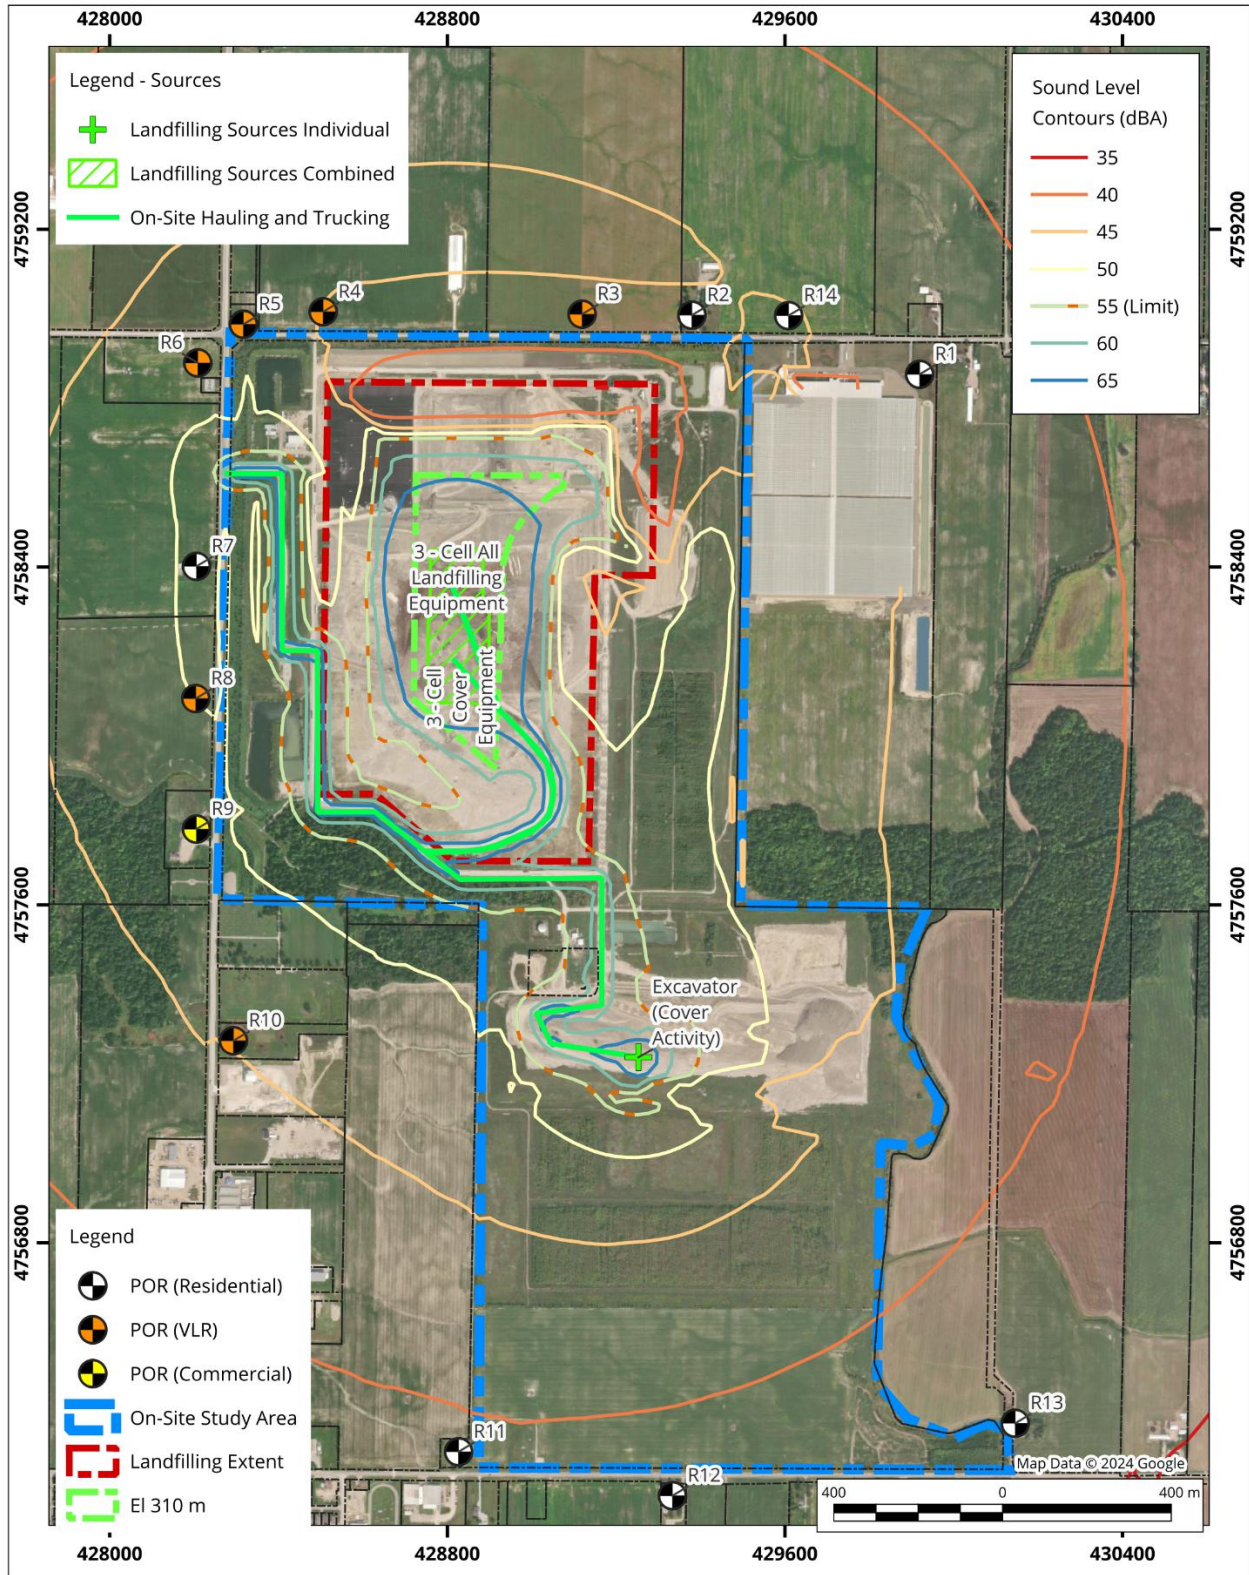 428000
428800
429600
430400
Legend - Sources
Landfilling Sources Individual
Landfilling Sources Combined
On-Site Hauling and Trucking
Sound Level
Contours (dBA)
35
40
45
50
55 (Limit)
60
65
4759200
4759200
R5
R4
R3
R2
R14
R6
R1
4758400
4758400
R7
3 - Cell All
Landfilling
Equipment
3 - Cell
Cover
Equipment
R8
R9
4757600
4757600
Excavator
(Cover
Activity)
R10
4756800
4756800
Legend
POR (Residential)
POR (VLR)
POR (Commercial)
On-Site Study Area
Landfilling Extent
El 310 m
R11
R12
R13
Map Data © 2024 Google
400
0
400 m
428000
428800
429600
430400